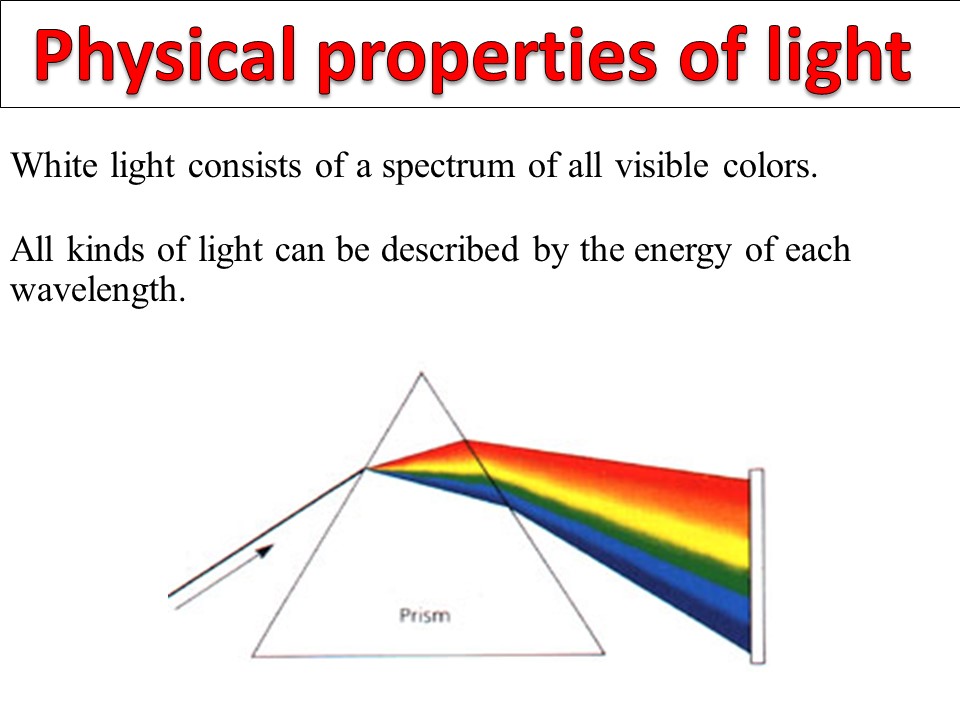 Physical properties of light
White light consists of a spectrum of all visible colors.
All kinds of light can be described by the energy of each
wavelength.
Prism